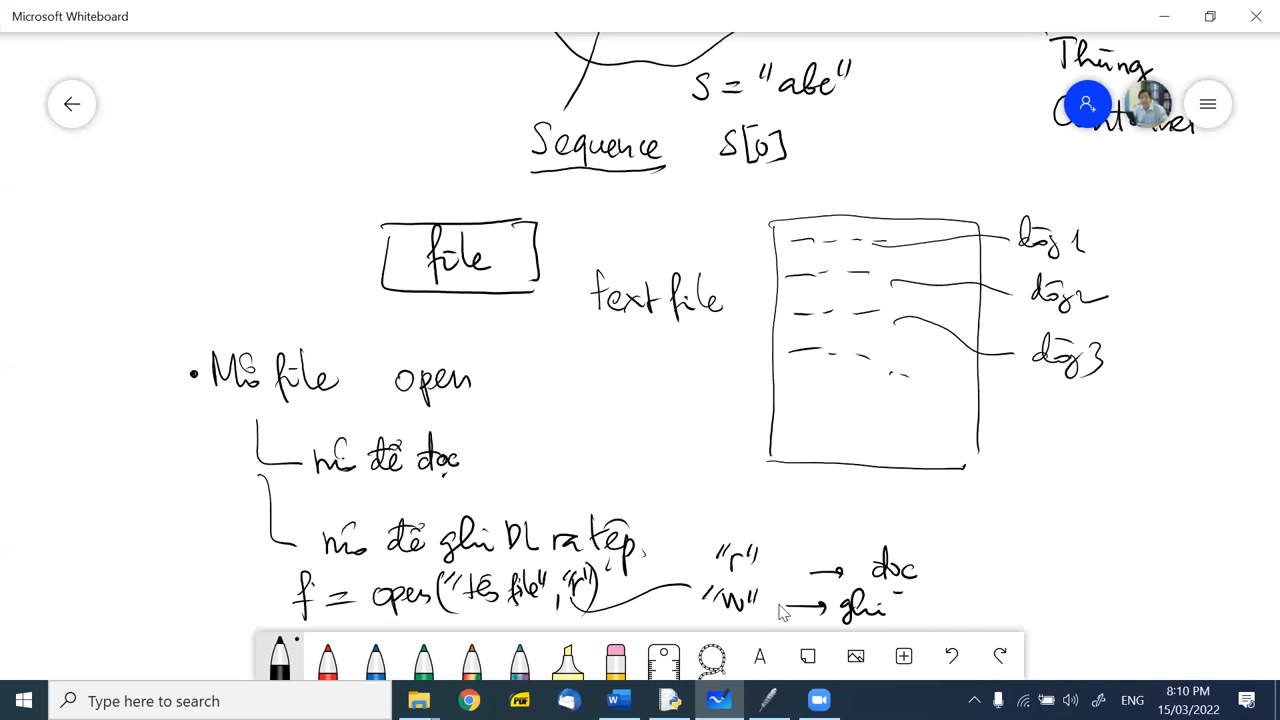 Microsoft Whiteboard
Thùng
Container
S = "abc"
Sequence S[0]
file
text file
dòng 1
dòng 2
dòng 3
• Mở file open
mở để đọc
mở để ghi DL ra tệp
f = open("tên file", "r")
"r" → đọc
"w" → ghi
A
Type here to search
PDF
ENG
8:10 PM
15/03/2022